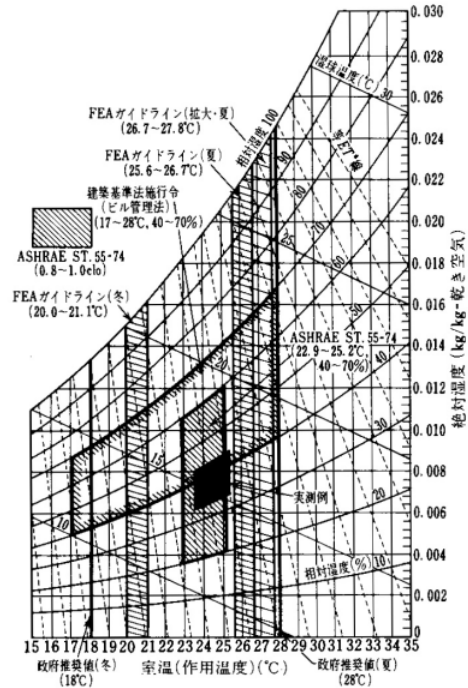 0.030
0.028
0.026
0.024
0.022
0.020
0.018
0.016
0.014
0.012
0.010
0.008
0.006
0.004
0.002
0
絶対湿度 (kg/kg・乾き空気)
湿球温度(℃)
30
等ET*線
FEAガイドライン(拡大・夏)
(26.7~27.8℃)
相対湿度 100
90
80
70
60
50
40
30
20
相対湿度(%) 10
FEAガイドライン(夏)
(25.6~26.7℃)
建築基準法施行令
(ビル管理法)
(17~28℃, 40~70%)
25
20
15
10
ASHRAE ST. 55-74
(0.8~1.0clo)
FEAガイドライン(冬)
(20.0~21.1℃)
ASHRAE ST. 55-74
(22.9~25.2℃
40~70%)
実測例
15 16 17 18 19 20 21 22 23 24 25 26 27 28 29 30 31 32 33 34 35
政府推奨値(冬)
(18℃)
室温(作用温度)(℃)
政府推奨値(夏)
(28℃)